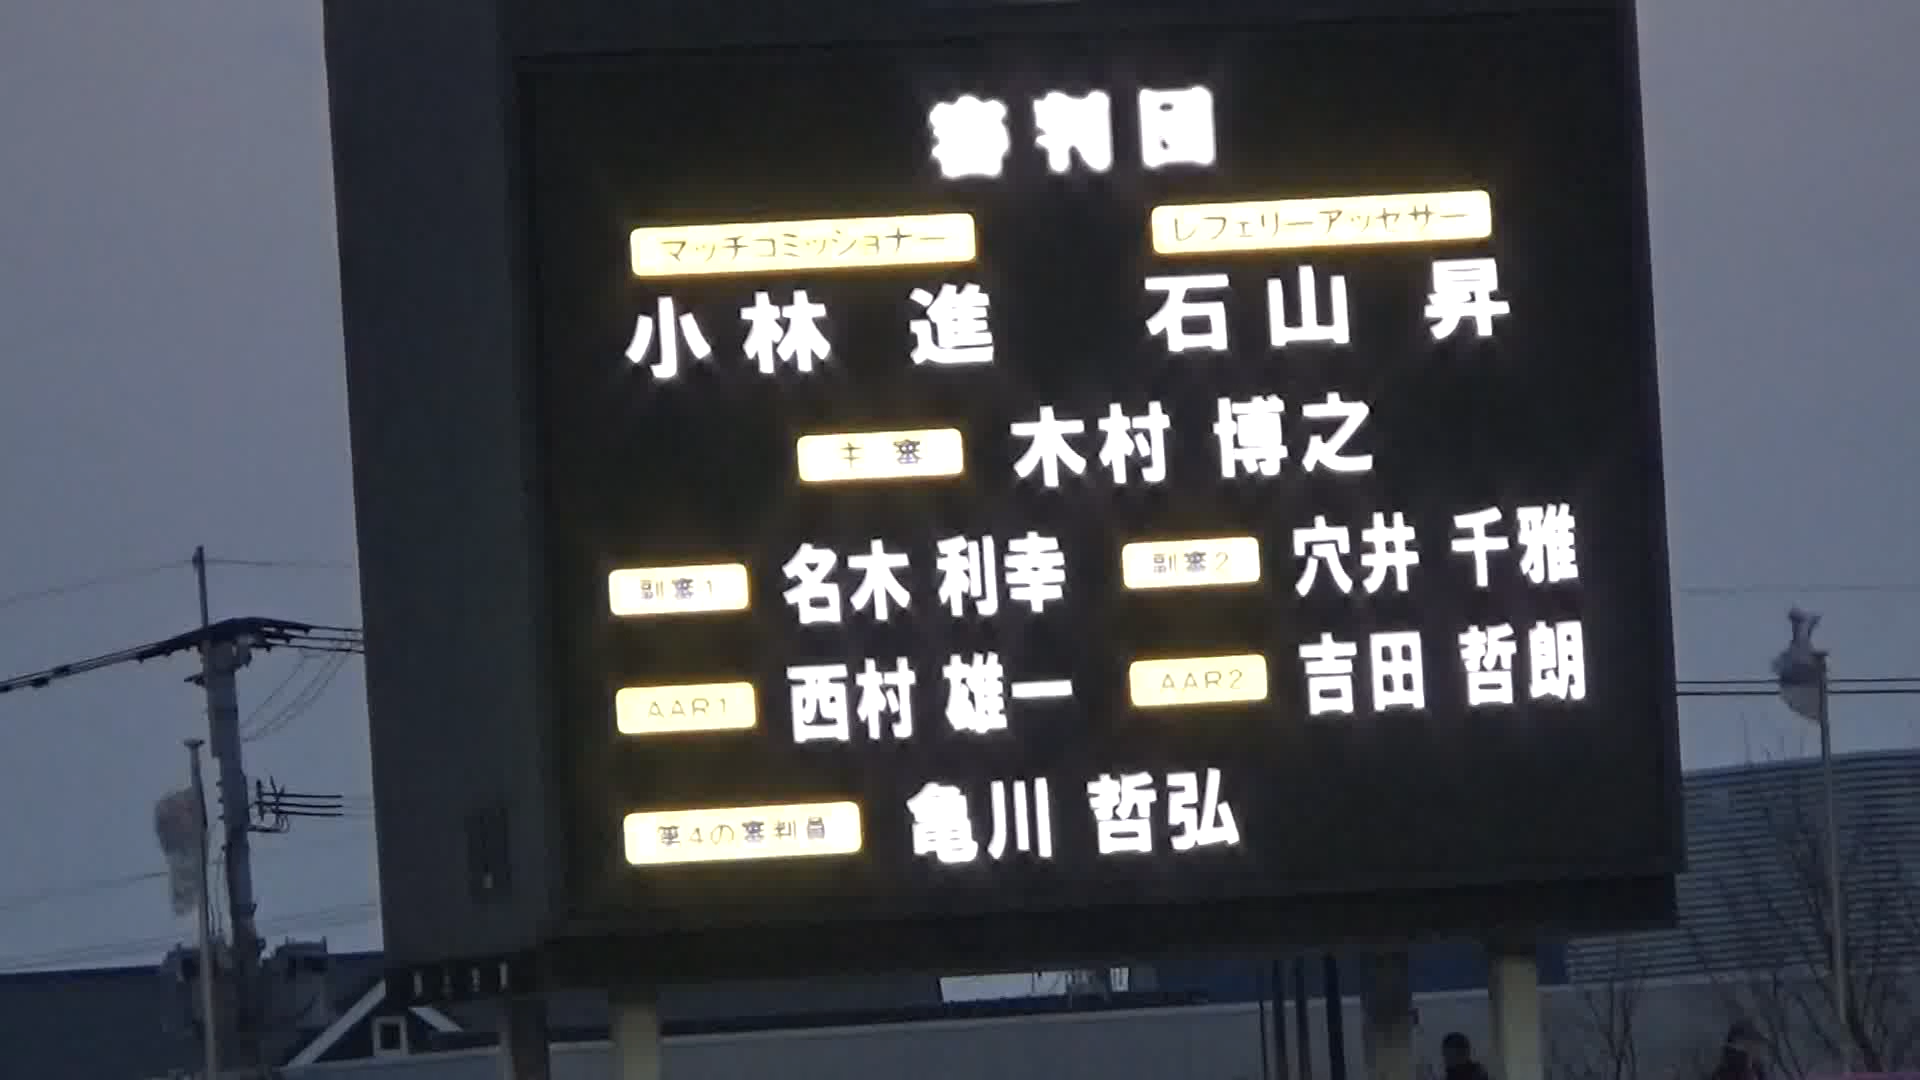 審判団
マッチコミッショナー レフェリーアッセサー
小林 進 石山 昇
主審 木村 博之
副審1 名木 利幸 副審2 穴井 千雅
AAR1 西村 雄一 AAR2 吉田 哲朗
第4の審判員 亀川 哲弘